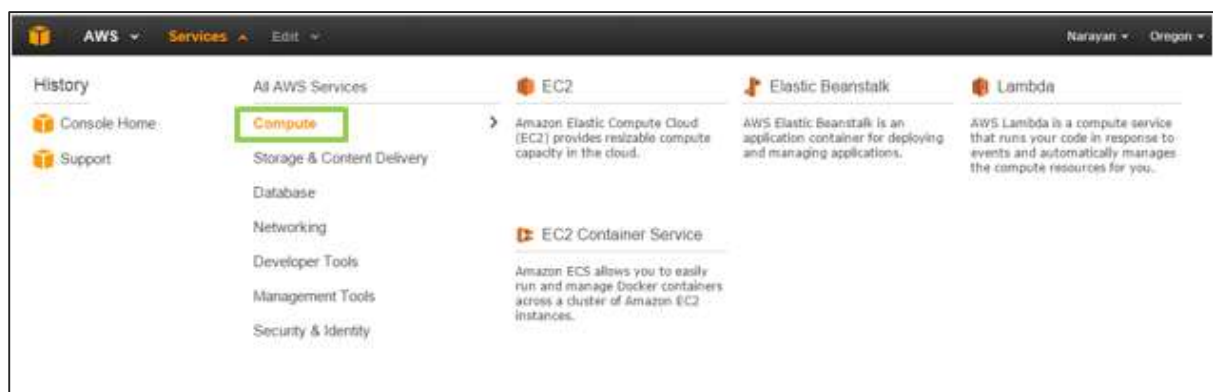 AWS Services Edit Narayan Oregon
History
Console Home
Support
All AWS Services
Compute
Storage & Content Delivery
Database
Networking
Developer Tools
Management Tools
Security & Identity
EC2
Amazon Elastic Compute Cloud
(EC2) provides resizable compute
capacity in the cloud.
Elastic Beanstalk
AWS Elastic Beanstalk is an
application container for deploying
and managing applications.
Lambda
AWS Lambda is a compute service
that runs your code in response to
events and automatically manages
the compute resources for you.
EC2 Container Service
Amazon ECS allows you to easily
run and manage Docker containers
across a cluster of Amazon EC2
instances.